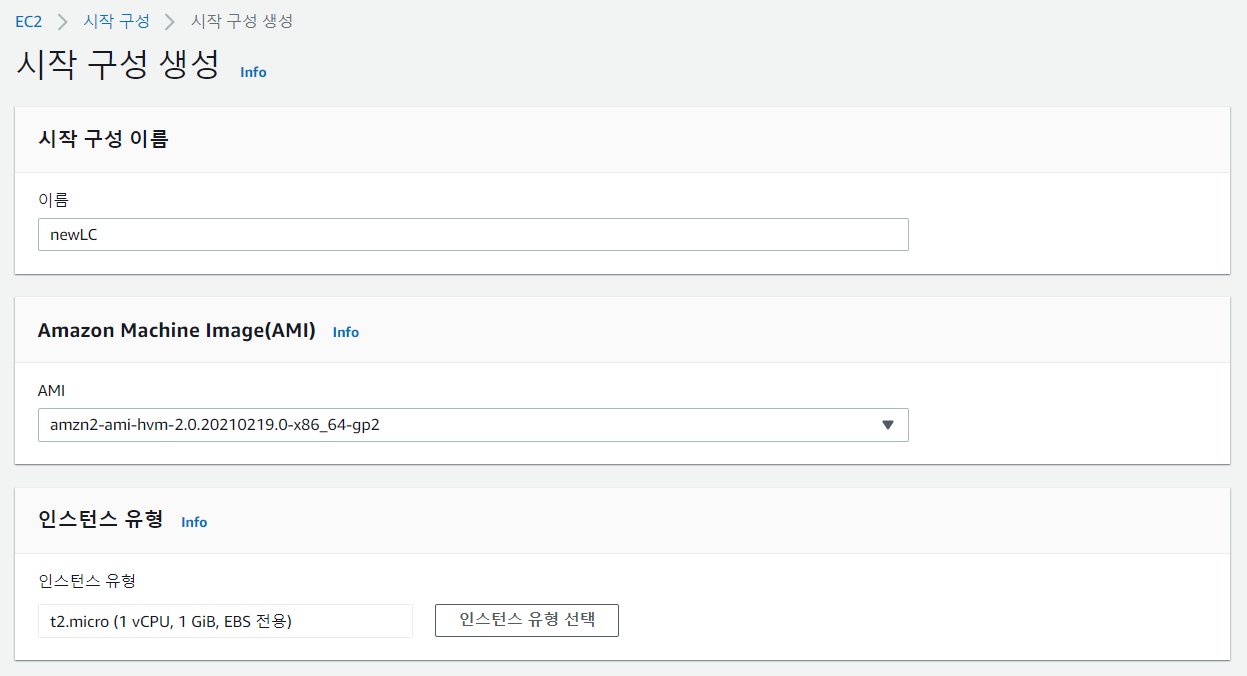 EC2 > 시작 구성 > 시작 구성 생성
시작 구성 생성 Info
시작 구성 이름
이름
newLC
Amazon Machine Image(AMI) Info
AMI
amzn2-ami-hvm-2.0.20210219.0-x86_64-gp2
인스턴스 유형 Info
인스턴스 유형
t2.micro (1 vCPU, 1 GiB, EBS 전용) 인스턴스 유형 선택